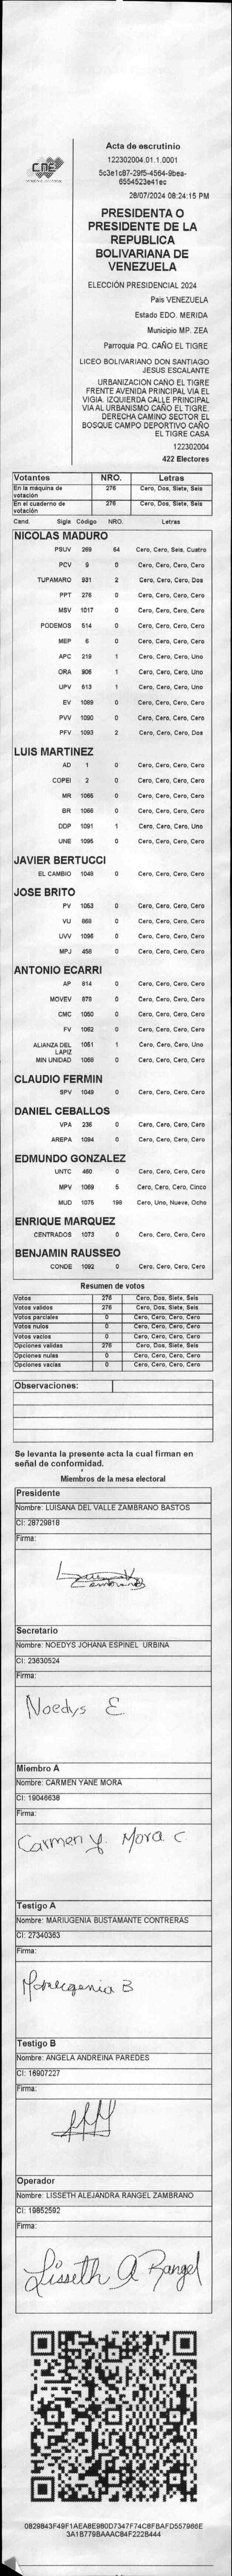 CNE
Acta de escrutinio
122302004.01.1.0001
5c3e1c87-29f5-4564-9bea-
6554523e41ec
28/07/2024 08:24:15 PM
PRESIDENTA O
PRESIDENTE DE LA
REPUBLICA
BOLIVARIANA DE
VENEZUELA
ELECCIÓN PRESIDENCIAL 2024
Pais VENEZUELA
Estado EDO. MERIDA
Municipio MP. ZEA
Parroquia PQ. CAÑO EL TIGRE
LICEO BOLIVARIANO DON SANTIAGO
JESUS ESCALANTE
URBANIZACION CAÑO EL TIGRE
FRENTE AVENIDA PRINCIPAL VIA EL
VIGIA. IZQUIERDA CALLE PRINCIPAL
VIA AL URBANISMO CAÑO EL TIGRE.
DERECHA CAMINO SECTOR EL
BOSQUE CAMPO DEPORTIVO CAÑO
EL TIGRE CASA
122302004
422 Electores
Votantes NRO. Letras
En la máquina de votación 276 Cero, Dos, Siete, Seis
En el cuaderno de votación 276 Cero, Dos, Siete, Seis
Cand. Sigla Código NRO. Letras
NICOLAS MADURO
PSUV 269 64 Cero, Cero, Seis, Cuatro
PCV 9 0 Cero, Cero, Cero, Cero
TUPAMARO 931 2 Cero, Cero, Cero, Dos
PPT 276 0 Cero, Cero, Cero, Cero
MSV 1017 0 Cero, Cero, Cero, Cero
PODEMOS 514 0 Cero, Cero, Cero, Cero
MEP 6 0 Cero, Cero, Cero, Cero
APC 219 1 Cero, Cero, Cero, Uno
ORA 906 1 Cero, Cero, Cero, Uno
UPV 513 1 Cero, Cero, Cero, Uno
EV 1089 0 Cero, Cero, Cero, Cero
PVV 1090 0 Cero, Cero, Cero, Cero
PFV 1093 2 Cero, Cero, Cero, Dos
LUIS MARTINEZ
AD 1 0 Cero, Cero, Cero, Cero
COPEI 2 0 Cero, Cero, Cero, Cero
MR 1065 0 Cero, Cero, Cero, Cero
BR 1066 0 Cero, Cero, Cero, Cero
DDP 1091 1 Cero, Cero, Cero, Uno
UNE 1095 0 Cero, Cero, Cero, Cero
JAVIER BERTUCCI
EL CAMBIO 1048 0 Cero, Cero, Cero, Cero
JOSE BRITO
PV 1053 0 Cero, Cero, Cero, Cero
VU 869 0 Cero, Cero, Cero, Cero
UVV 1096 0 Cero, Cero, Cero, Cero
MPJ 458 0 Cero, Cero, Cero, Cero
ANTONIO ECARRI
AP 814 0 Cero, Cero, Cero, Cero
MOVEV 878 0 Cero, Cero, Cero, Cero
CMC 1050 0 Cero, Cero, Cero, Cero
FV 1062 0 Cero, Cero, Cero, Cero
ALIANZA DEL LAPIZ 1051 1 Cero, Cero, Cero, Uno
MIN UNIDAD 1068 0 Cero, Cero, Cero, Cero
CLAUDIO FERMIN
SPV 1049 0 Cero, Cero, Cero, Cero
DANIEL CEBALLOS
VPA 236 0 Cero, Cero, Cero, Cero
AREPA 1094 0 Cero, Cero, Cero, Cero
EDMUNDO GONZALEZ
UNTC 460 0 Cero, Cero, Cero, Cero
MPV 1069 5 Cero, Cero, Cero, Cinco
MUD 1075 198 Cero, Uno, Nueve, Ocho
ENRIQUE MARQUEZ
CENTRADOS 1073 0 Cero, Cero, Cero, Cero
BENJAMIN RAUSSEO
CONDE 1092 0 Cero, Cero, Cero, Cero
Resumen de votos
Votos 276 Cero, Dos, Siete, Seis
Votos validos 276 Cero, Dos, Siete, Seis
Votos parciales 0 Cero, Cero, Cero, Cero
Votos nulos 0 Cero, Cero, Cero, Cero
Votos vacíos 0 Cero, Cero, Cero, Cero
Opciones validas 276 Cero, Dos, Siete, Seis
Opciones nulas 0 Cero, Cero, Cero, Cero
Opciones vacias 0 Cero, Cero, Cero, Cero
Observaciones:
Se levanta la presente acta la cual firman en
señal de conformidad.
Miembros de la mesa electoral
Presidente
Nombre: LUISANA DEL VALLE ZAMBRANO BASTOS
CI: 28729818
Firma:
Zambrano
Secretario
Nombre: NOEDYS JOHANA ESPINEL URBINA
CI: 23630524
Firma:
Noedys E
Miembro A
Nombre: CARMEN YANE MORA
CI: 19046638
Firma:
Carmen Y. Mora C
Testigo A
Nombre: MARIUGENIA BUSTAMANTE CONTRERAS
CI: 27340363
Firma:
Mariugenia B
Testigo B
Nombre: ANGELA ANDREINA PAREDES
CI: 16907227
Firma:
Operador
Nombre: LISSETH ALEJANDRA RANGEL ZAMBRANO
CI: 19852592
Firma:
Lisseth A Rangel
0829843F49F1AEA8E980D7347F74C8FBAFD557966E
3A1B779BAAAC84F222B444